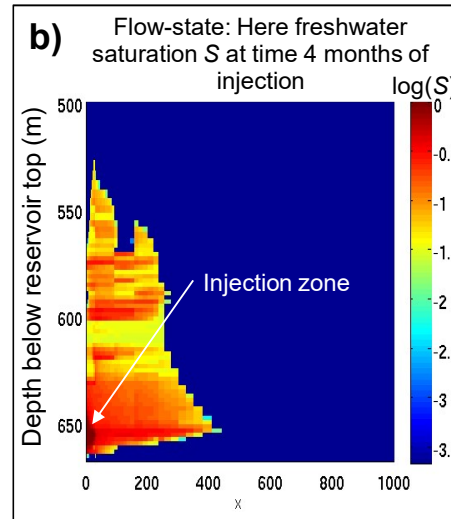 b)
Flow-state: Here freshwater
saturation S at time 4 months of
injection
log(S)
Depth below reservoir top (m)
500
550
600
650
Injection zone
0
-0.
-1
-1.
-2
-2.
-3
-3.
0
200
400
600
800
1000
X